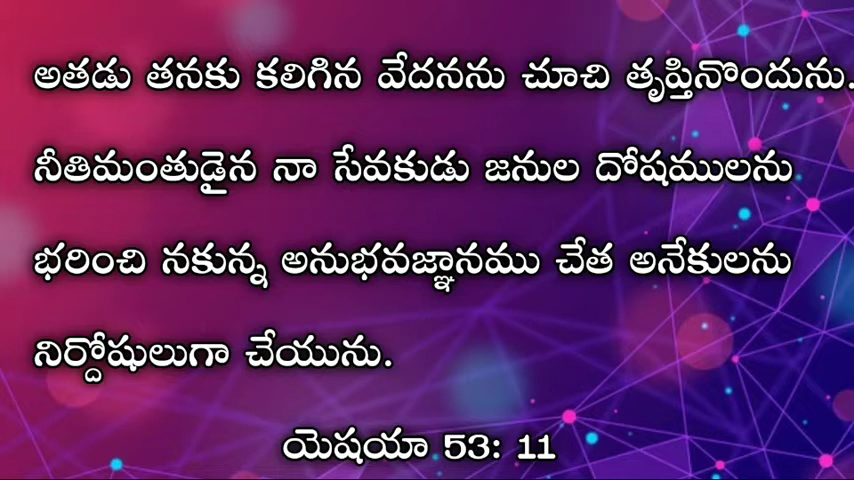 అతడు తనకు కలిగిన వేదనను చూచి తృప్తినొందును.
నీతిమంతుడైన నా సేవకుడు జనుల దోషములను
భరించి నకున్న అనుభవజ్ఞానము చేత అనేకులను
నిర్దోషులుగా చేయును.
యెషయా 53: 11